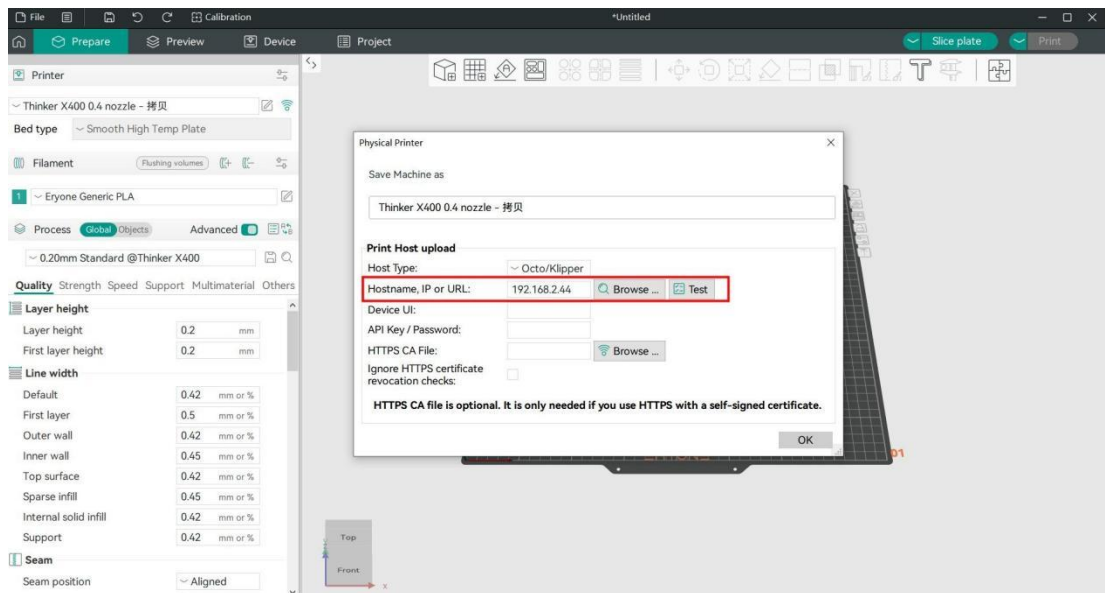 File Calibration *Untitled
Prepare Preview Device Project Slice plate Print
Printer
Thinker X400 0.4 nozzle - 拷贝
Bed type Smooth High Temp Plate
Filament Flushing volumes
1 Eryone Generic PLA
Process Global Objects Advanced
0.20mm Standard @Thinker X400
Quality Strength Speed Support Multimaterial Others
Layer height
Layer height 0.2 mm
First layer height 0.2 mm
Line width
Default 0.42 mm or %
First layer 0.5 mm or %
Outer wall 0.42 mm or %
Inner wall 0.45 mm or %
Top surface 0.42 mm or %
Sparse infill 0.45 mm or %
Internal solid infill 0.42 mm or %
Support 0.42 mm or %
Seam
Seam position Aligned
Physical Printer
Save Machine as
Thinker X400 0.4 nozzle - 拷贝
Print Host upload
Host Type: Octo/Klipper
Hostname, IP or URL: 192.168.2.44 Browse ... Test
Device UI:
API Key / Password:
HTTPS CA File: Browse ...
Ignore HTTPS certificate
revocation checks:
HTTPS CA file is optional. It is only needed if you use HTTPS with a self-signed certificate.
OK
01
Top
Front
x